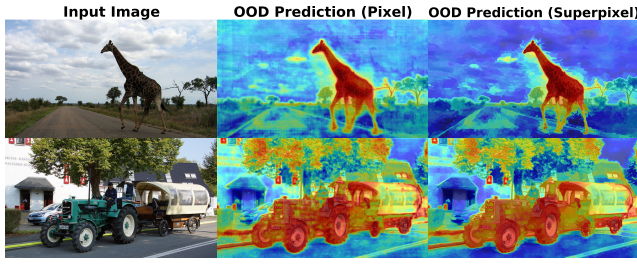 Input Image
OOD Prediction (Pixel)
OOD Prediction (Superpixel)